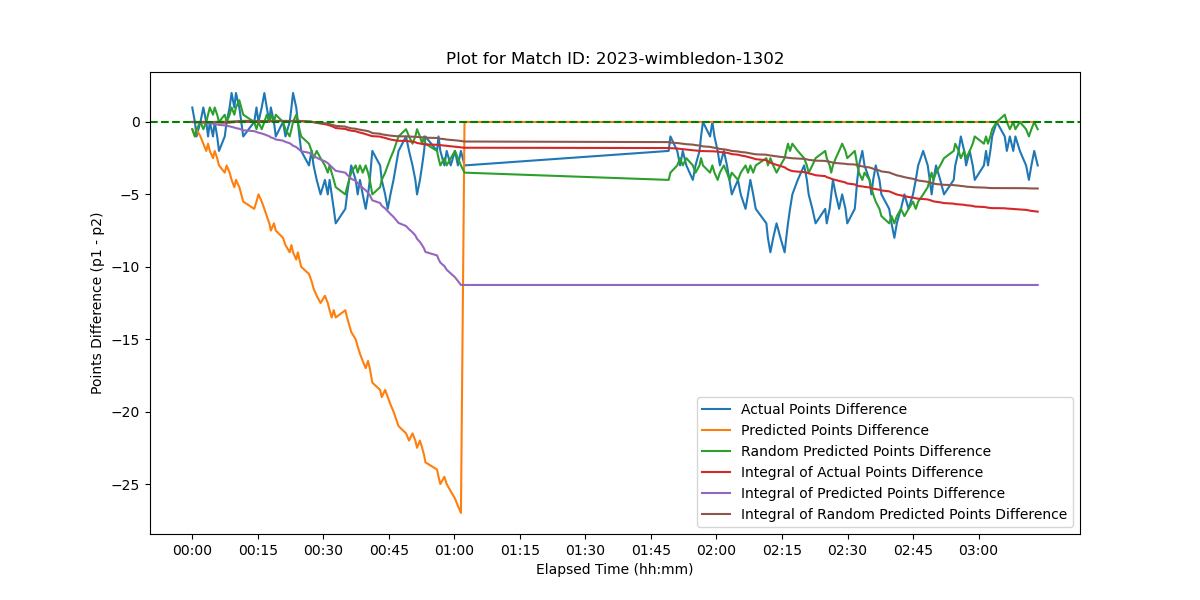 Plot for Match ID: 2023-wimbledon-1302
Points Difference (p1 - p2)
0
−5
−10
−15
−20
−25
Actual Points Difference
Predicted Points Difference
Random Predicted Points Difference
Integral of Actual Points Difference
Integral of Predicted Points Difference
Integral of Random Predicted Points Difference
00:00 00:15 00:30 00:45 01:00 01:15 01:30 01:45 02:00 02:15 02:30 02:45 03:00
Elapsed Time (hh:mm)